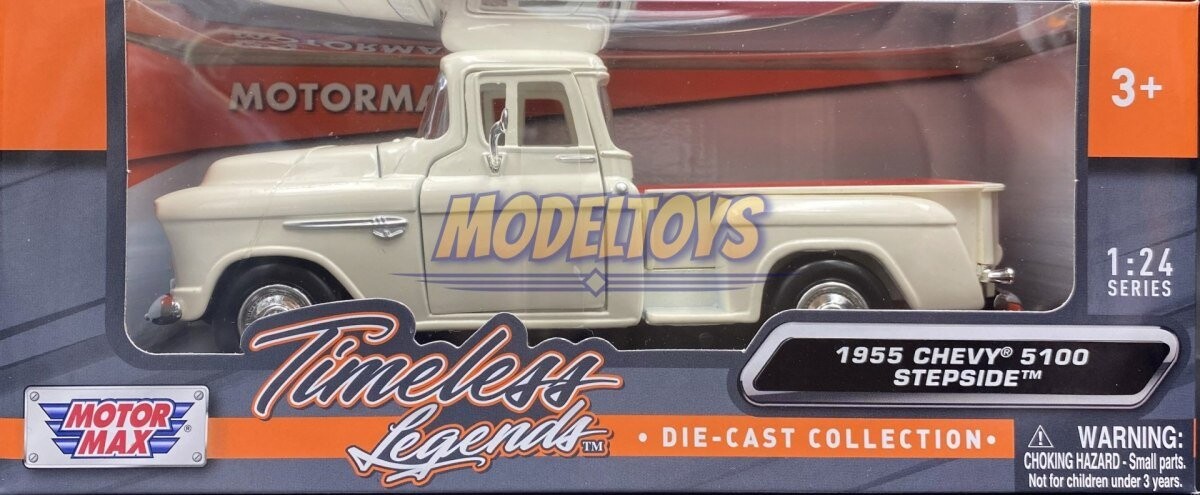 MOTORMA
3+
MODELTOYS
1:24
SERIES
1955 CHEVY® 5100
STEPSIDE™
Timeless
Legends™
MOTOR
MAX®
• DIE-CAST COLLECTION •
WARNING:
CHOKING HAZARD - Small parts.
Not for children under 3 years.